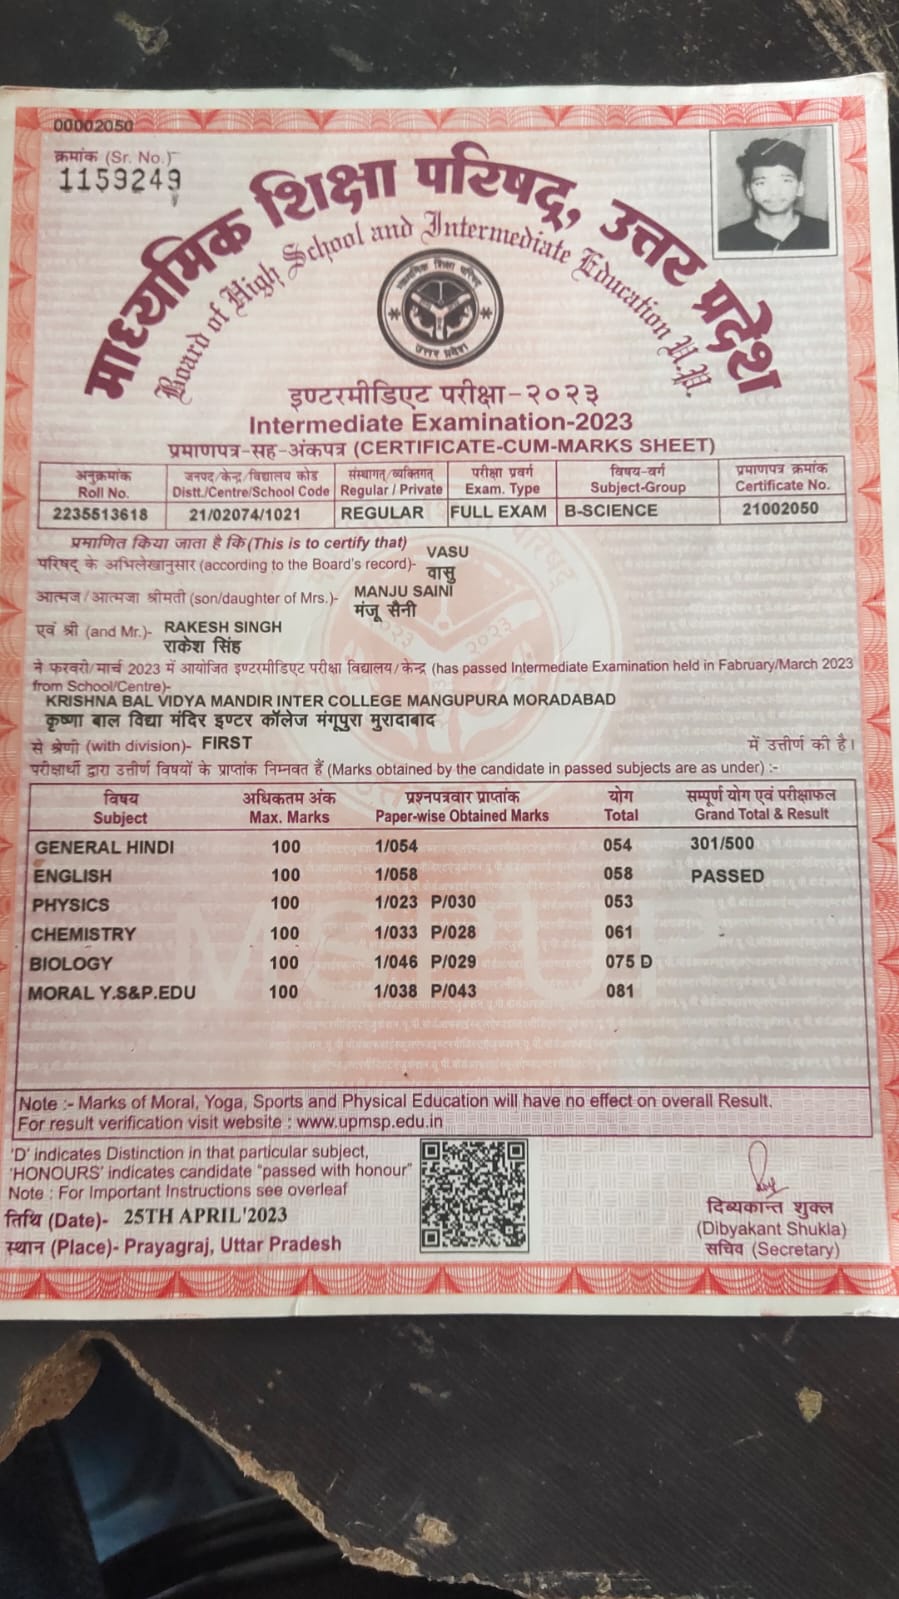 00002050
क्रमांक (Sr. No.)
1159249
माध्यमिक शिक्षा परिषद्, उत्तर प्रदेश
Board of High School and Intermediate Education U.P.
माध्यमिक शिक्षा परिषद
उत्तर प्रदेश
इण्टरमीडिएट परीक्षा-२०२३
Intermediate Examination-2023
प्रमाणपत्र-सह-अंकपत्र (CERTIFICATE-CUM-MARKS SHEET)
अनुक्रमांक जनपद/केन्द्र/विद्यालय कोड संस्थागत/व्यक्तिगत परीक्षा प्रवर्ग विषय-वर्ग प्रमाणपत्र क्रमांक
Roll No. Distt./Centre/School Code Regular / Private Exam. Type Subject-Group Certificate No.
2235513618 21/02074/1021 REGULAR FULL EXAM B-SCIENCE 21002050
प्रमाणित किया जाता है कि (This is to certify that)
परिषद् के अभिलेखानुसार (according to the Board's record)- VASU
वासु
आत्मज/आत्मजा श्रीमती (son/daughter of Mrs.)- MANJU SAINI
मंजू सैनी
एवं श्री (and Mr.)- RAKESH SINGH
राकेश सिंह
ने फरवरी/मार्च 2023 में आयोजित इण्टरमीडिएट परीक्षा विद्यालय/केन्द्र (has passed Intermediate Examination held in Fabruary/March 2023
from School/Centre)-
KRISHNA BAL VIDYA MANDIR INTER COLLEGE MANGUPURA MORADABAD
कृष्णा बाल विद्या मंदिर इण्टर कॉलेज मंगूपुरा मुरादाबाद
से श्रेणी (with division)- FIRST में उत्तीर्ण की है।
परीक्षार्थी द्वारा उत्तीर्ण विषयों के प्राप्तांक निम्नवत हैं (Marks obtained by the candidate in passed subjects are as under) :-
विषय अधिकतम अंक प्रश्नपत्रवार प्राप्तांक योग सम्पूर्ण योग एवं परीक्षाफल
Subject Max. Marks Paper-wise Obtained Marks Total Grand Total & Result
GENERAL HINDI 100 1/054 054 301/500
ENGLISH 100 1/058 058 PASSED
PHYSICS 100 1/023 P/030 053
CHEMISTRY 100 1/033 P/028 061
BIOLOGY 100 1/046 P/029 075 D
MORAL Y.S&P.EDU 100 1/038 P/043 081
Note :- Marks of Moral, Yoga, Sports and Physical Education will have no effect on overall Result.
For result verification visit website : www.upmsp.edu.in
'D' indicates Distinction in that particular subject,
'HONOURS' indicates candidate "passed with honour"
Note : For Important Instructions see overleaf
तिथि (Date)- 25TH APRIL'2023
स्थान (Place)- Prayagraj, Uttar Pradesh
दिव्यकान्त शुक्ल
(Dibyakant Shukla)
सचिव (Secretary)